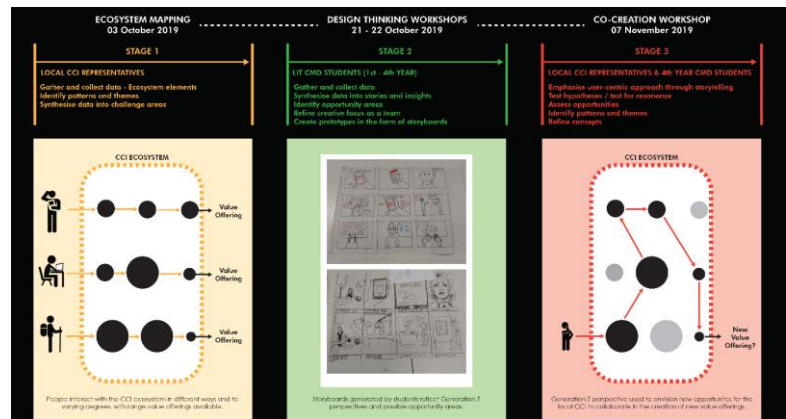 ECOSYSTEM MAPPING
03 October 2019
DESIGN THINKING WORKSHOPS
21 - 22 October 2019
CO-CREATION WORKSHOP
07 November 2019
STAGE 1
LOCAL CCI REPRESENTATIVES
Gather and collect data - Ecosystem elements
Identify patterns and themes
Synthesise data into challenge areas
STAGE 2
LIT CMD STUDENTS (1st - 4th YEAR)
Gather and collect data
Synthesise data into stories and insights
Identify opportunity areas
Refine creative focus as a team
Create prototypes in the form of storyboards
STAGE 3
LOCAL CCI REPRESENTATIVES & 4th YEAR CMD STUDENTS
Emphasise user-centric approach through storytelling
Test hypotheses / test for resonance
Assess opportunities
Identify patterns and themes
Refine concepts
CCI ECOSYSTEM
Value
Offering
Value
Offering
Value
Offering
People interact with the CCI ecosystem in different ways and to
varying degrees, with range value offerings available.
Storyboards generated by students reflect Generation Z
perspectives and possible opportunity areas.
CCI ECOSYSTEM
New
Value
Offering?
Generation Z perspective used to envision new opportunites for the
local CCI to collaborate in the creation of new value offerings.